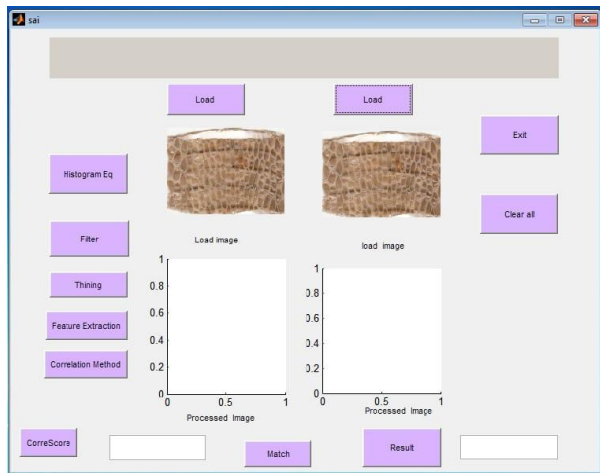 sai
Load
Load
Exit
Histogram Eq
Clear all
Filter
Load image
load image
Thining
Feature Extraction
Correlation Method
1
0.8
0.6
0.4
0.2
0
0 0.5 1
Processed Image
1
0.8
0.6
0.4
0.2
0
0 0.5 1
Processed Image
CorreScore
Match
Result